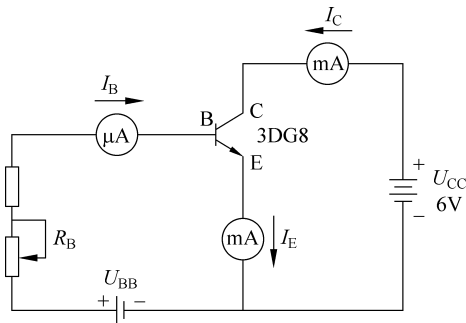 I_C
mA
I_B
B
C
3DG8
μA
E
+
U_CC
6V
−
mA
I_E
R_B
U_BB
+
−